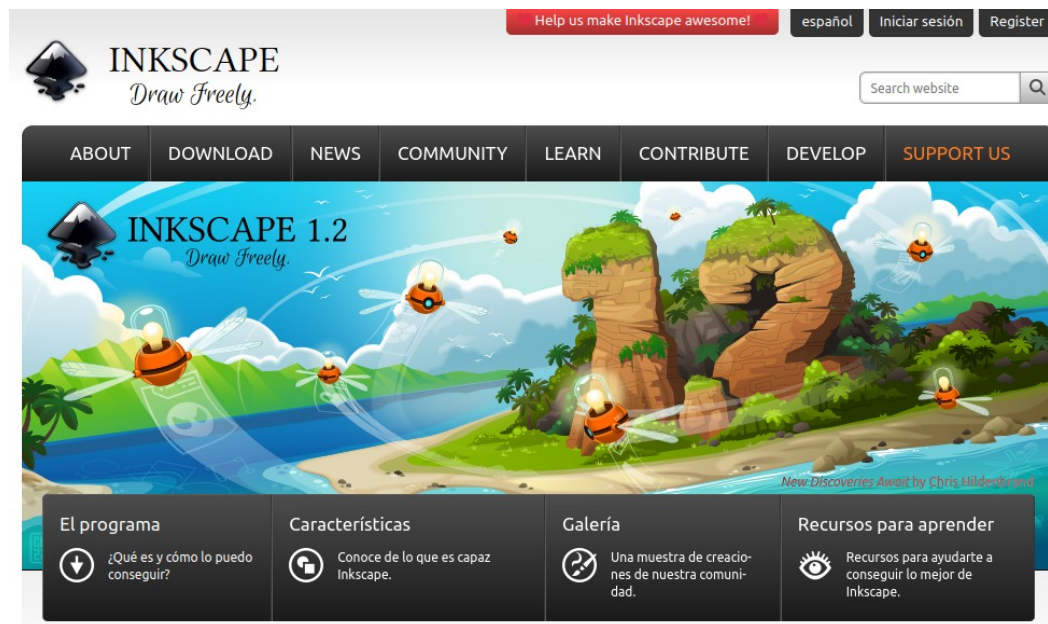 Help us make Inkscape awesome!
español
Iniciar sesión
Register
INKSCAPE
Draw Freely.
Search website
ABOUT
DOWNLOAD
NEWS
COMMUNITY
LEARN
CONTRIBUTE
DEVELOP
SUPPORT US
INKSCAPE 1.2
Draw Freely.
New Discoveries Await by Chris Hildenbrand
El programa
¿Qué es y cómo lo puedo
conseguir?
Características
Conoce de lo que es capaz
Inkscape.
Galería
Una muestra de creacio-
nes de nuestra comuni-
dad.
Recursos para aprender
Recursos para ayudarte a
conseguir lo mejor de
Inkscape.